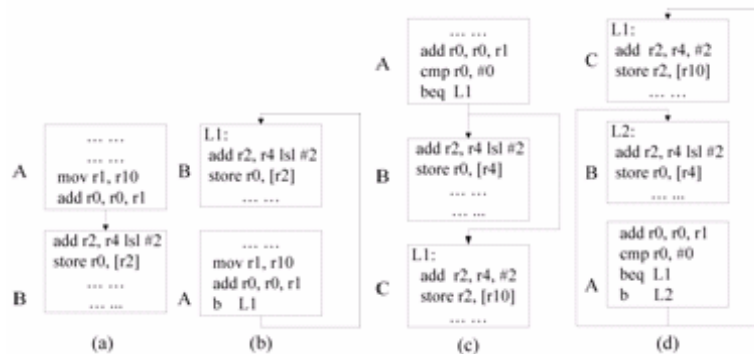 A
... ...
... ...
mov r1, r10
add r0, r0, r1
B
add r2, r4 lsl #2
store r0, [r2]
... ...
... ...
(a)
B
L1:
add r2, r4 lsl #2
store r0, [r2]
... ...
A
... ...
mov r1, r10
add r0, r0, r1
b L1
(b)
A
... ...
add r0, r0, r1
cmp r0, #0
beq L1
B
add r2, r4 lsl #2
store r0, [r4]
... ...
... ...
C
L1:
add r2, r4, #2
store r2, [r10]
... ...
(c)
C
L1:
add r2, r4, #2
store r2, [r10]
... ...
B
L2:
add r2, r4 lsl #2
store r0, [r4]
... ...
A
add r0, r0, r1
cmp r0, #0
beq L1
b L2
(d)